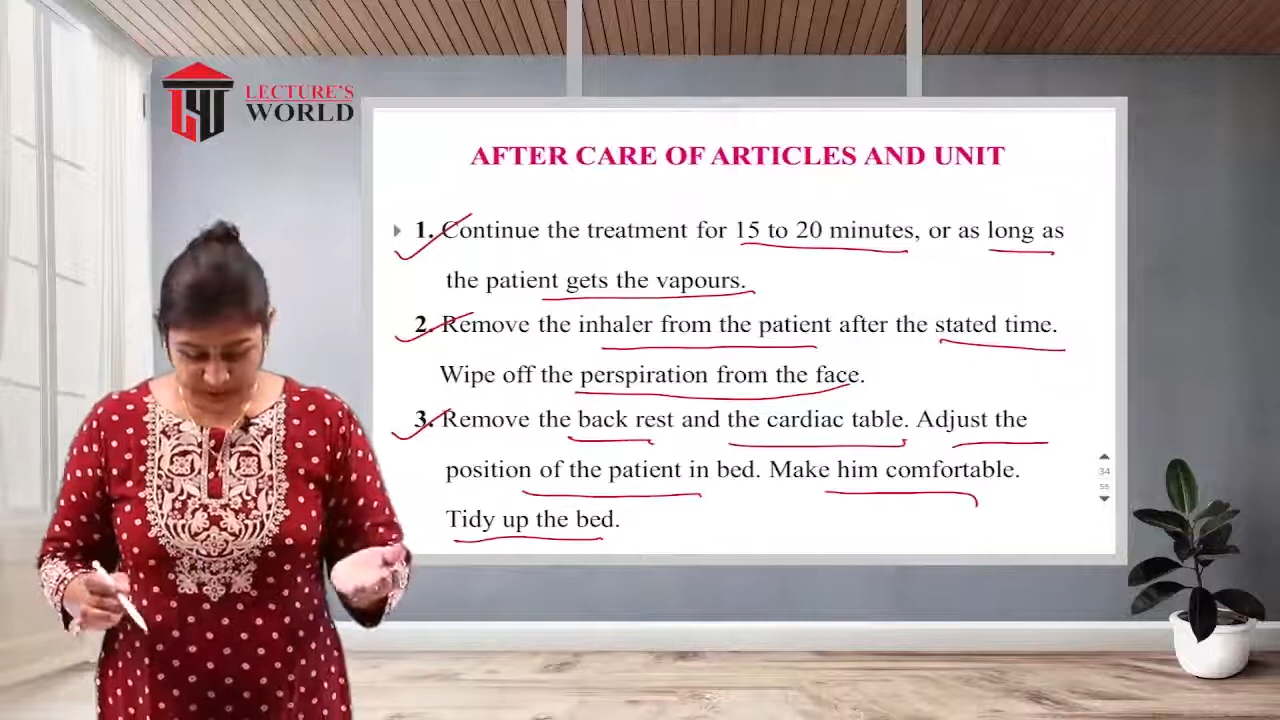 LECTURE'S
WORLD
AFTER CARE OF ARTICLES AND UNIT
1. Continue the treatment for 15 to 20 minutes, or as long as
the patient gets the vapours.
2. Remove the inhaler from the patient after the stated time.
Wipe off the perspiration from the face.
3. Remove the back rest and the cardiac table. Adjust the
position of the patient in bed. Make him comfortable.
Tidy up the bed.
34